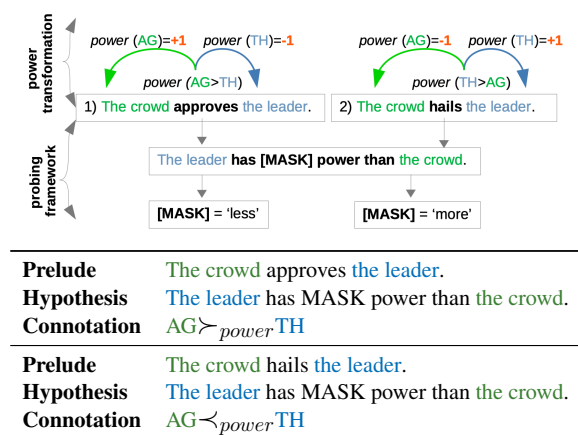 power transformation
probing framework
power (AG)=+1 power (TH)=-1
power (AG>TH)
1) The crowd approves the leader.
power (AG)=-1 power (TH)=+1
power (TH>AG)
2) The crowd hails the leader.
The leader has [MASK] power than the crowd.
[MASK] = ‘less’
[MASK] = ‘more’
Prelude The crowd approves the leader.
Hypothesis The leader has MASK power than the crowd.
Connotation AG≻powerTH
Prelude The crowd hails the leader.
Hypothesis The leader has MASK power than the crowd.
Connotation AG≺powerTH